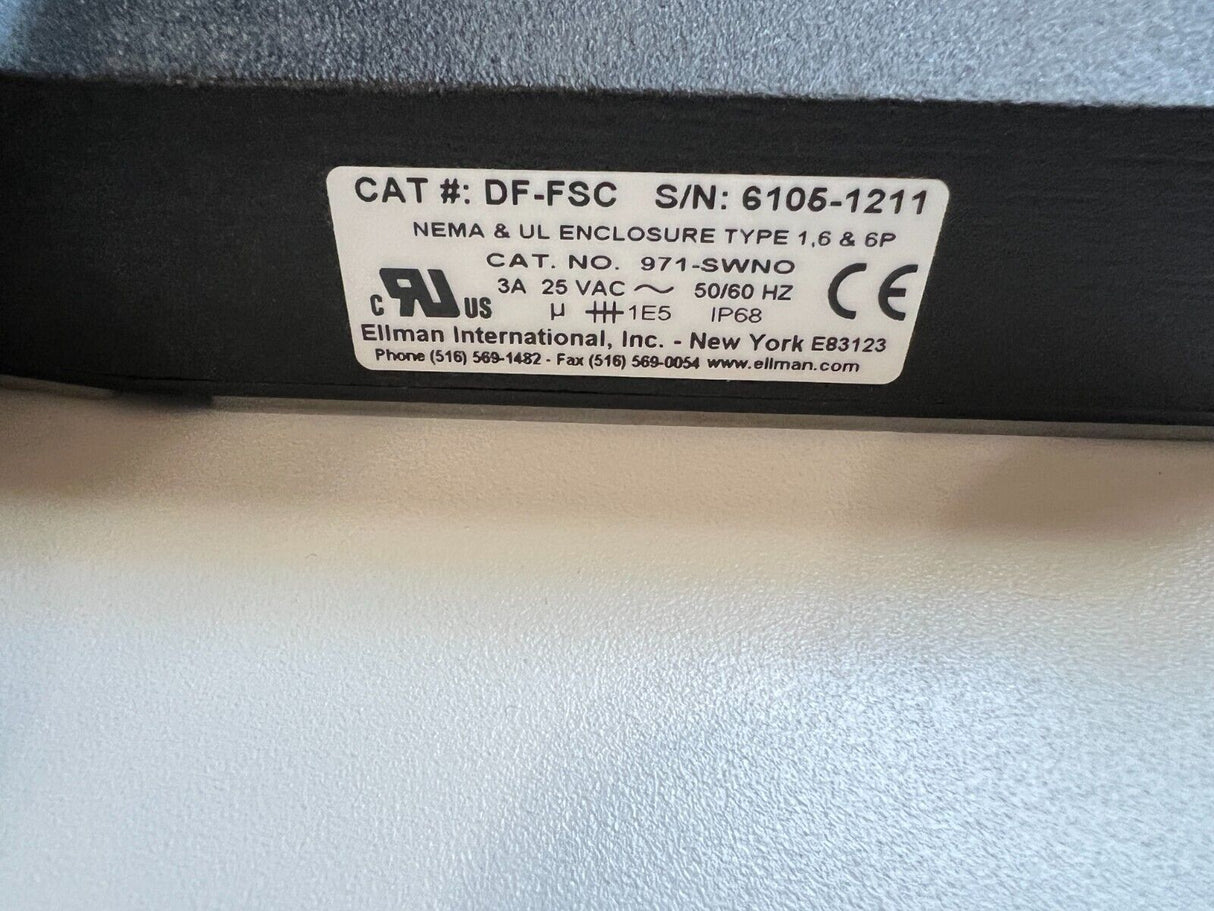 CAT #: DF-FSC S/N: 6105-1211
NEMA & UL ENCLOSURE TYPE 1,6 & 6P
CAT. NO. 971-SWNO
3A 25 VAC ~ 50/60 HZ
µ 1E5 IP68
C RU US CE
Ellman International, Inc. - New York E83123
Phone (516) 569-1482 - Fax (516) 569-0054 www.ellman.com